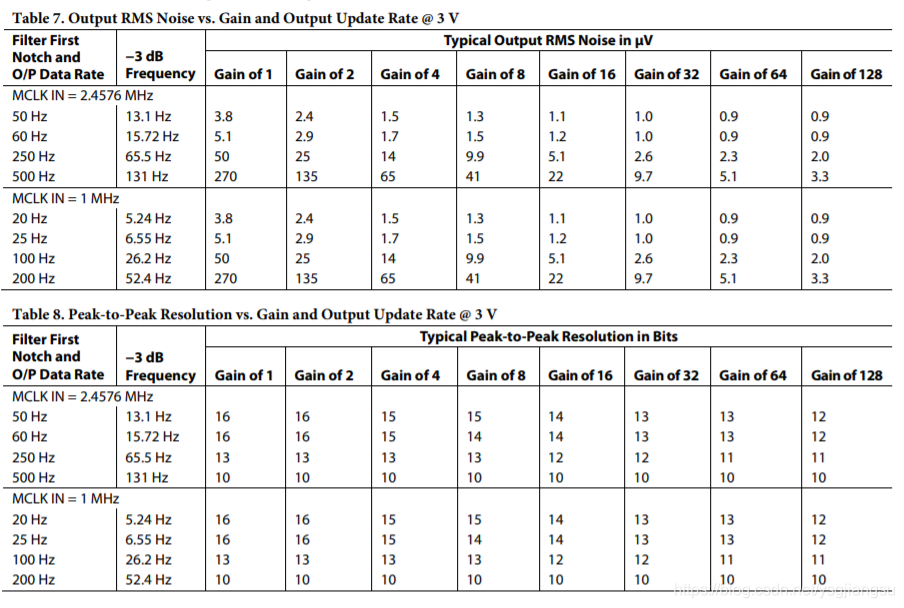 Table 7. Output RMS Noise vs. Gain and Output Update Rate @ 3 V
Filter First Notch and O/P Data Rate −3 dB Frequency Typical Output RMS Noise in µV
Gain of 1 Gain of 2 Gain of 4 Gain of 8 Gain of 16 Gain of 32 Gain of 64 Gain of 128
MCLK IN = 2.4576 MHz
50 Hz 13.1 Hz 3.8 2.4 1.5 1.3 1.1 1.0 0.9 0.9
60 Hz 15.72 Hz 5.1 2.9 1.7 1.5 1.2 1.0 0.9 0.9
250 Hz 65.5 Hz 50 25 14 9.9 5.1 2.6 2.3 2.0
500 Hz 131 Hz 270 135 65 41 22 9.7 5.1 3.3
MCLK IN = 1 MHz
20 Hz 5.24 Hz 3.8 2.4 1.5 1.3 1.1 1.0 0.9 0.9
25 Hz 6.55 Hz 5.1 2.9 1.7 1.5 1.2 1.0 0.9 0.9
100 Hz 26.2 Hz 50 25 14 9.9 5.1 2.6 2.3 2.0
200 Hz 52.4 Hz 270 135 65 41 22 9.7 5.1 3.3
Table 8. Peak-to-Peak Resolution vs. Gain and Output Update Rate @ 3 V
Filter First Notch and O/P Data Rate −3 dB Frequency Typical Peak-to-Peak Resolution in Bits
Gain of 1 Gain of 2 Gain of 4 Gain of 8 Gain of 16 Gain of 32 Gain of 64 Gain of 128
MCLK IN = 2.4576 MHz
50 Hz 13.1 Hz 16 16 15 15 14 13 13 12
60 Hz 15.72 Hz 16 16 15 14 14 13 13 12
250 Hz 65.5 Hz 13 13 13 13 12 12 11 11
500 Hz 131 Hz 10 10 10 10 10 10 10 10
MCLK IN = 1 MHz
20 Hz 5.24 Hz 16 16 15 15 14 13 13 12
25 Hz 6.55 Hz 16 16 15 14 14 13 13 12
100 Hz 26.2 Hz 13 13 13 13 12 12 11 11
200 Hz 52.4 Hz 10 10 10 10 10 10 10 10